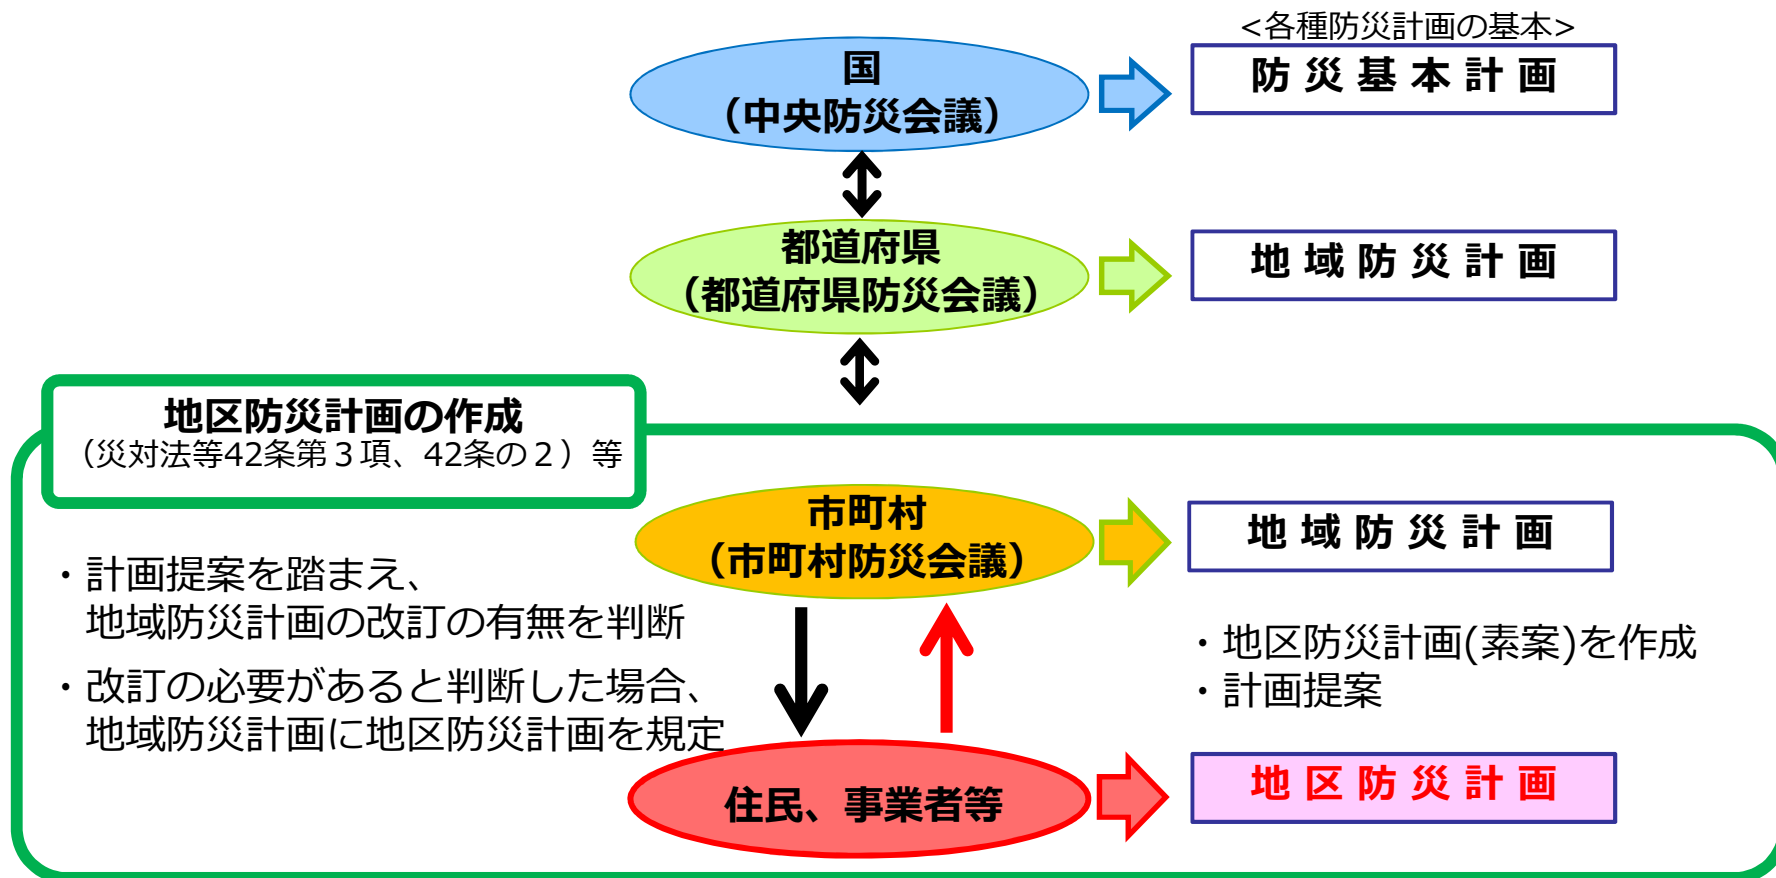 <各種防災計画の基本>
国
（中央防災会議）
防災基本計画
都道府県
（都道府県防災会議）
地域防災計画
地区防災計画の作成
（災対法等42条第３項、42条の２）等
市町村
（市町村防災会議）
地域防災計画
・計画提案を踏まえ、
地域防災計画の改訂の有無を判断
・改訂の必要があると判断した場合、
地域防災計画に地区防災計画を規定
・地区防災計画(素案)を作成
・計画提案
住民、事業者等
地区防災計画